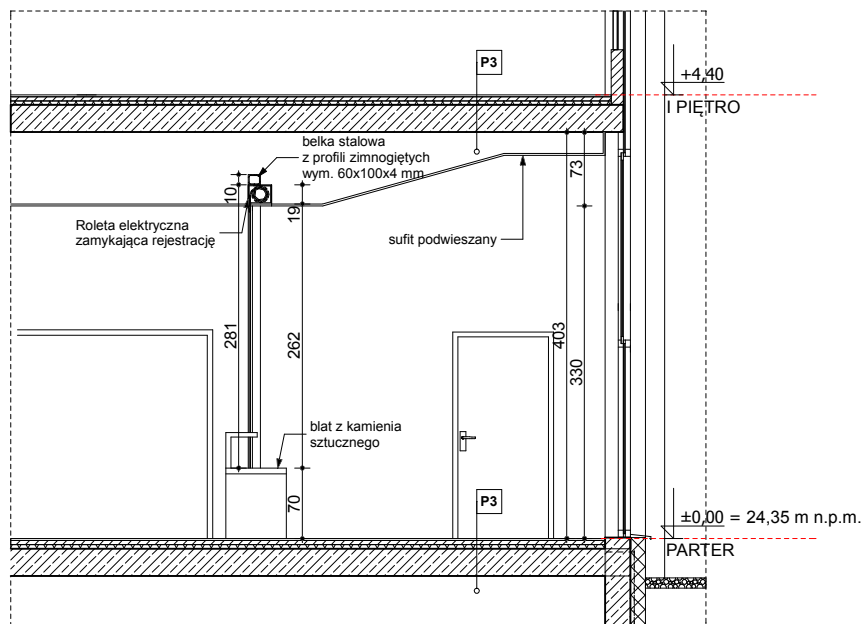 P3
+4,40
I PIĘTRO
belka stalowa
z profili zimnogiętych
wym. 60x100x4 mm
73
10
19
Roleta elektryczna
zamykająca rejestrację
sufit podwieszany
281
262
403
330
blat z kamienia
sztucznego
70
P3
±0,00 = 24,35 m n.p.m.
PARTER